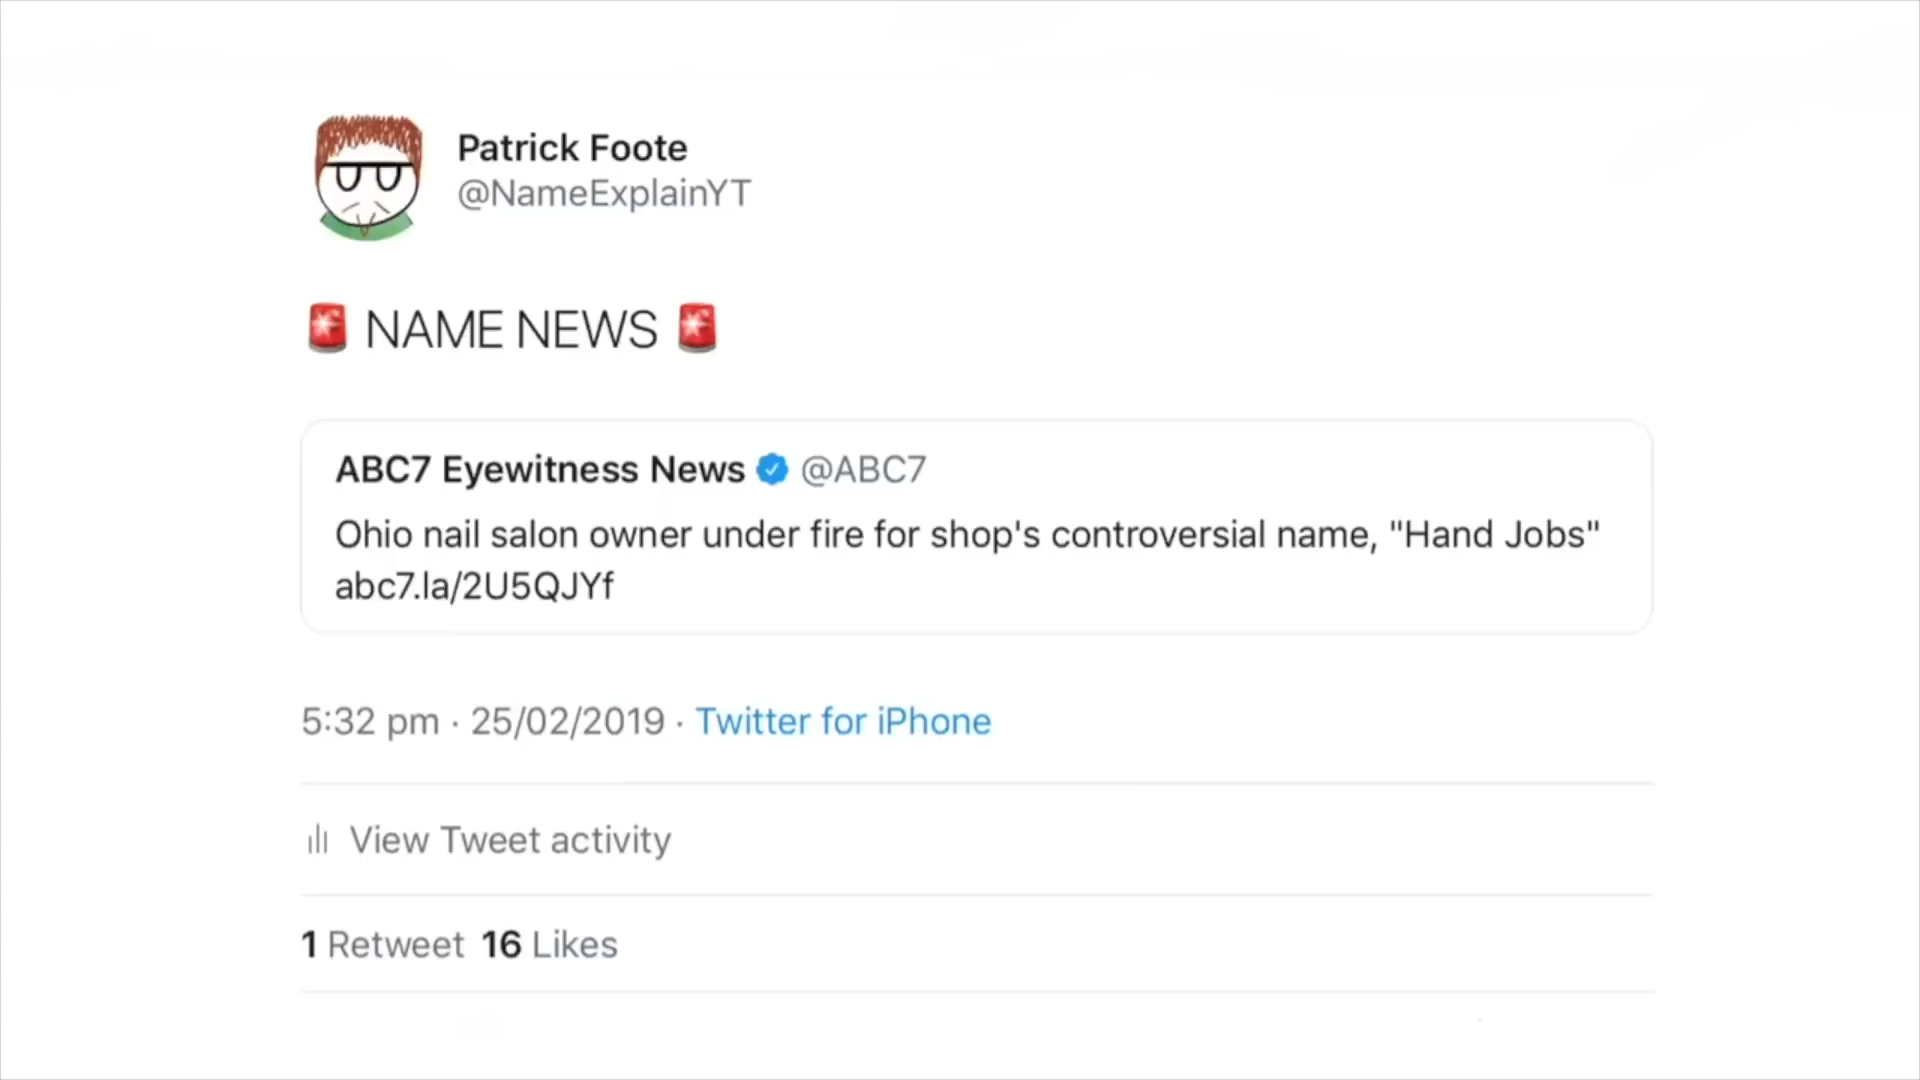 Patrick Foote
@NameExplainYT
🚨 NAME NEWS 🚨
ABC7 Eyewitness News @ABC7
Ohio nail salon owner under fire for shop's controversial name, "Hand Jobs"
abc7.la/2U5QJYf
5:32 pm · 25/02/2019 · Twitter for iPhone
View Tweet activity
1 Retweet 16 Likes